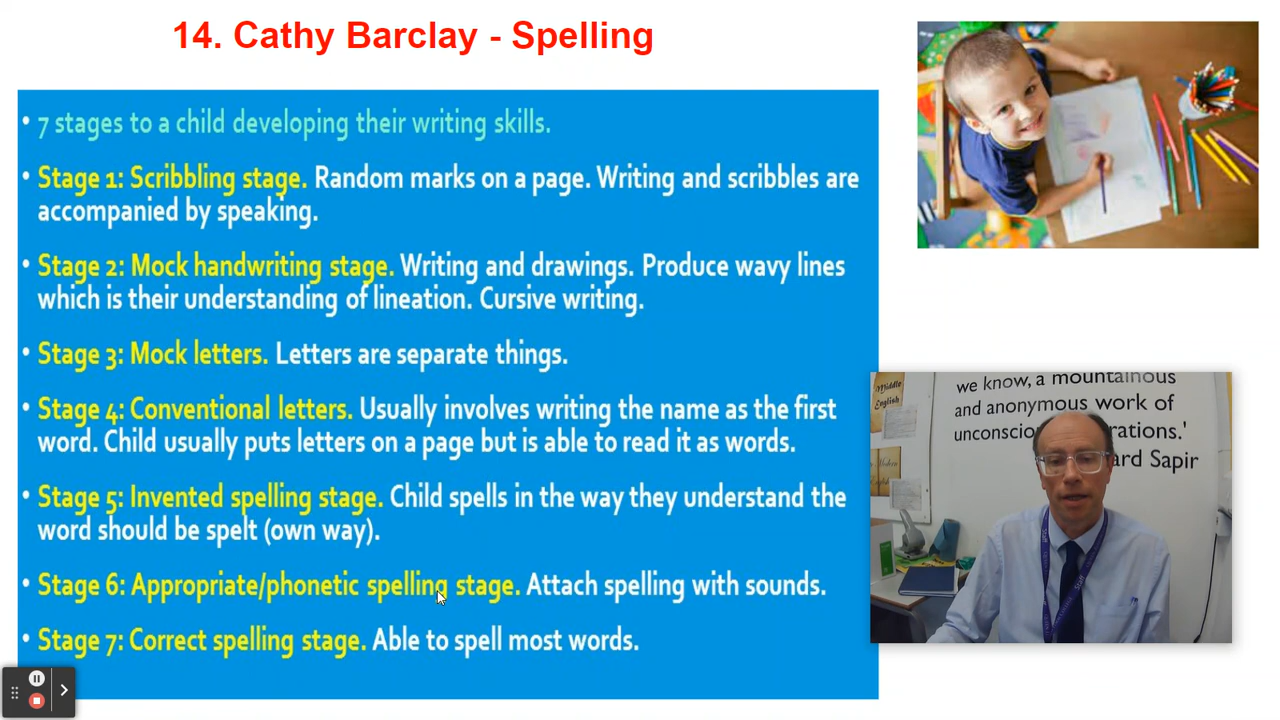 14. Cathy Barclay - Spelling
• 7 stages to a child developing their writing skills.
• Stage 1: Scribbling stage. Random marks on a page. Writing and scribbles are
accompanied by speaking.
• Stage 2: Mock handwriting stage. Writing and drawings. Produce wavy lines
which is their understanding of lineation. Cursive writing.
• Stage 3: Mock letters. Letters are separate things.
• Stage 4: Conventional letters. Usually involves writing the name as the first
word. Child usually puts letters on a page but is able to read it as words.
• Stage 5: Invented spelling stage. Child spells in the way they understand the
word should be spelt (own way).
• Stage 6: Appropriate/phonetic spelling stage. Attach spelling with sounds.
• Stage 7: Correct spelling stage. Able to spell most words.
Middle
English
we know, a mountainous
and anonymous work of
Sapir
Modern
Staff